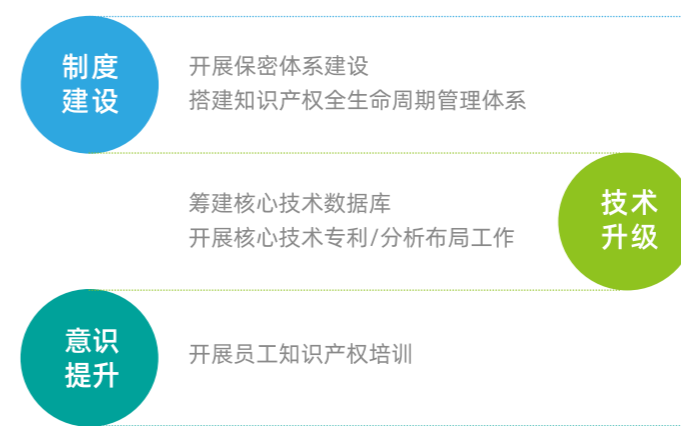 制度
建设
开展保密体系建设
搭建知识产权全生命周期管理体系
筹建核心技术数据库
开展核心技术专利/分析布局工作
技术
升级
意识
提升
开展员工知识产权培训